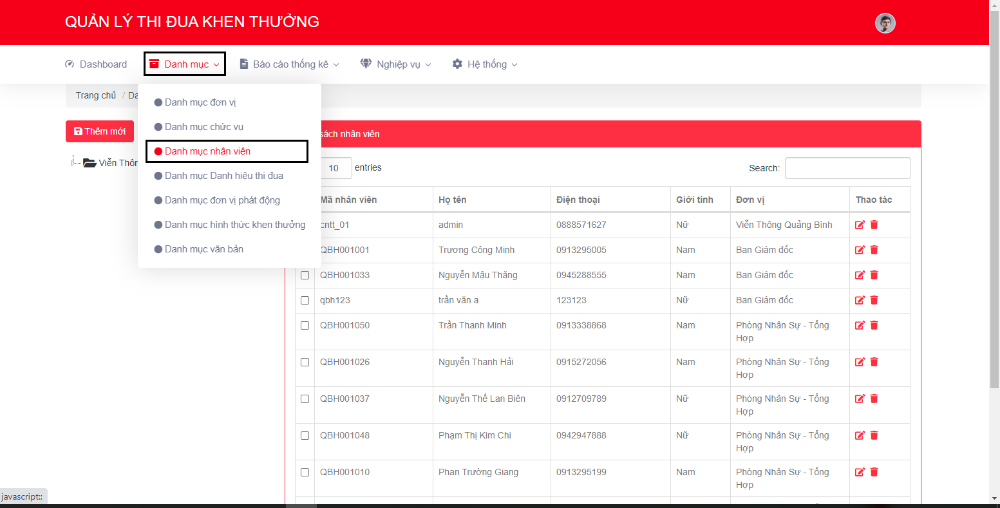 QUẢN LÝ THI ĐUA KHEN THƯỞNG
Dashboard Danh mục Báo cáo thống kê Nghiệp vụ Hệ thống
Trang chủ / Da
Danh mục đơn vị
Danh mục chức vụ
Danh mục nhân viên
Danh mục Danh hiệu thi đua
Danh mục đơn vị phát động
Danh mục hình thức khen thưởng
Danh mục văn bản
Thêm mới
Viễn Thôn
sách nhân viên
10 entries
Search:
Mã nhân viên Họ tên Điện thoại Giới tính Đơn vị Thao tác
cntt_01 admin 0888571627 Nữ Viễn Thông Quảng Bình
QBH001001 Trương Công Minh 0913295005 Nam Ban Giám đốc
QBH001033 Nguyễn Mậu Thăng 0945288555 Nam Ban Giám đốc
qbh123 trần văn a 123123 Nữ Ban Giám đốc
QBH001050 Trần Thanh Minh 0913338868 Nam Phòng Nhân Sự - Tổng
Hợp
QBH001026 Nguyễn Thanh Hải 0915272056 Nam Phòng Nhân Sự - Tổng
Hợp
QBH001037 Nguyễn Thế Lan Biên 0912709789 Nữ Phòng Nhân Sự - Tổng
Hợp
QBH001048 Phạm Thị Kim Chi 0942947888 Nữ Phòng Nhân Sự - Tổng
Hợp
QBH001010 Phan Trường Giang 0913295199 Nam Phòng Nhân Sự - Tổng
Hợp
javascript:;